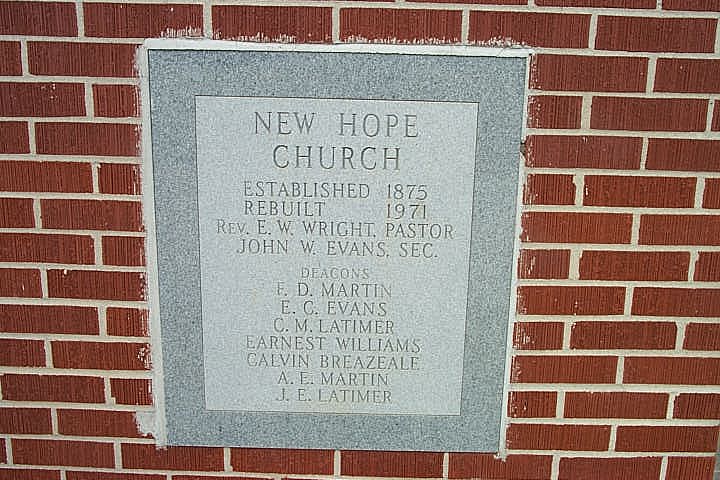 NEW HOPE
CHURCH
ESTABLISHED 1875
REBUILT 1971
REV. E. W. WRIGHT, PASTOR
JOHN W. EVANS, SEC.
DEACONS
F. D. MARTIN
E. C. EVANS
C. M. LATIMER
EARNEST WILLIAMS
CALVIN BREAZEALE
A. E. MARTIN
J. E. LATIMER